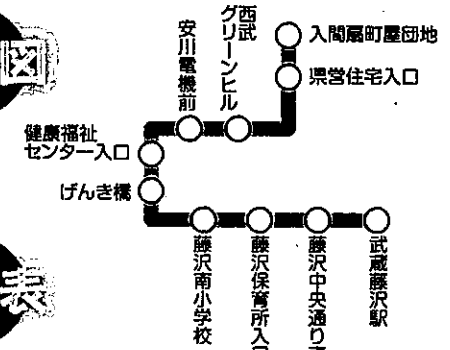 図
表
西武
グリーンヒル
安川電機前
入間扇町屋団地
県営住宅入口
健康福祉
センター入口
げんき橋
藤沢南小学校
藤沢保育所入口
藤沢中央通り
武蔵藤沢駅